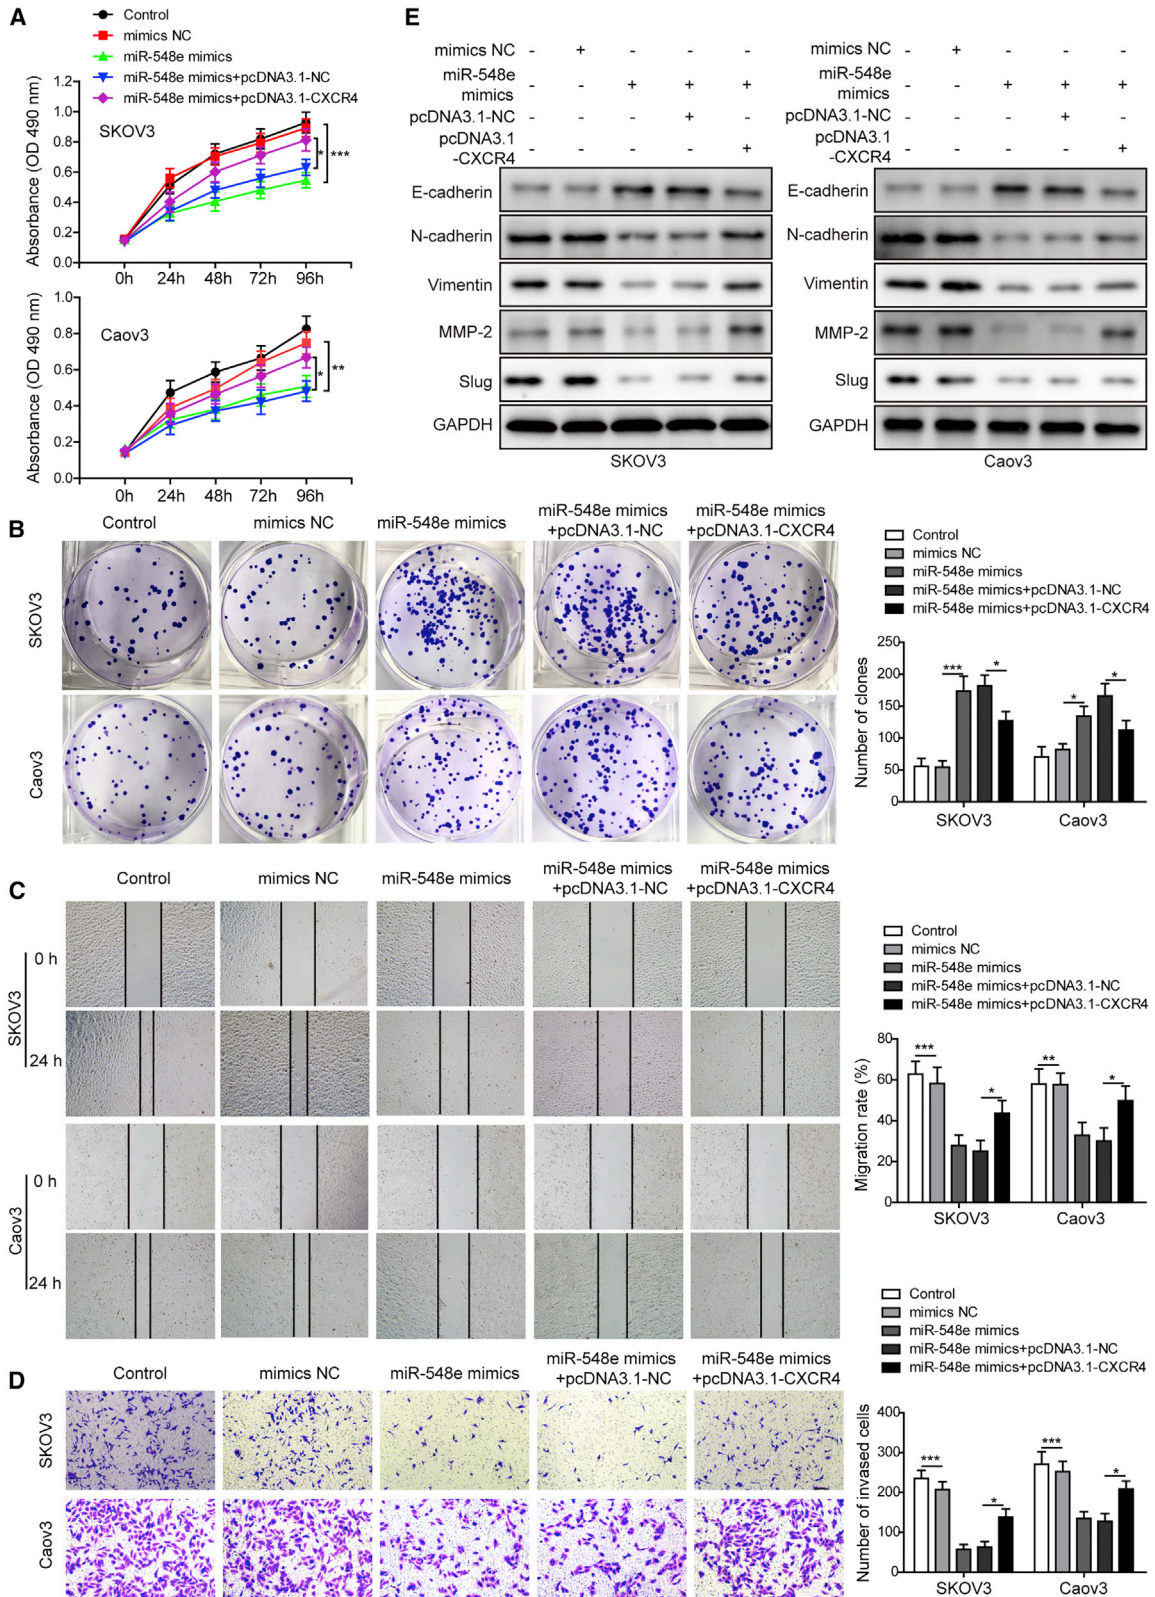 A
Control
mimics NC
miR-548e mimics
miR-548e mimics+pcDNA3.1-NC
miR-548e mimics+pcDNA3.1-CXCR4
Absorbance (OD 490 nm)
1.2
1.0
0.8
0.6
0.4
0.2
0.0
SKOV3
* ***
0h 24h 48h 72h 96h
Absorbance (OD 490 nm)
1.0
0.8
0.6
0.4
0.2
0.0
Caov3
* **
0h 24h 48h 72h 96h
E
mimics NC - + - - -
miR-548e
mimics - - + + +
pcDNA3.1-NC - - - + -
pcDNA3.1
-CXCR4 - - - - +
E-cadherin
N-cadherin
Vimentin
MMP-2
Slug
GAPDH
SKOV3
mimics NC - + - - -
miR-548e
mimics - - + + +
pcDNA3.1-NC - - - + -
pcDNA3.1
-CXCR4 - - - - +
E-cadherin
N-cadherin
Vimentin
MMP-2
Slug
GAPDH
Caov3
B
Control
mimics NC
miR-548e mimics
miR-548e mimics
+pcDNA3.1-NC
miR-548e mimics
+pcDNA3.1-CXCR4
SKOV3
Caov3
Control
mimics NC
miR-548e mimics
miR-548e mimics+pcDNA3.1-NC
miR-548e mimics+pcDNA3.1-CXCR4
Number of clones
250
200
150
100
50
0
*** * * *
SKOV3 Caov3
C
Control
mimics NC
miR-548e mimics
miR-548e mimics
+pcDNA3.1-NC
miR-548e mimics
+pcDNA3.1-CXCR4
SKOV3
0 h
24 h
Caov3
0 h
24 h
Control
mimics NC
miR-548e mimics
miR-548e mimics+pcDNA3.1-NC
miR-548e mimics+pcDNA3.1-CXCR4
Migration rate (%)
80
60
40
20
0
*** * ** *
SKOV3 Caov3
D
Control
mimics NC
miR-548e mimics
miR-548e mimics
+pcDNA3.1-NC
miR-548e mimics
+pcDNA3.1-CXCR4
SKOV3
Caov3
Control
mimics NC
miR-548e mimics
miR-548e mimics+pcDNA3.1-NC
miR-548e mimics+pcDNA3.1-CXCR4
Number of invased cells
400
300
200
100
0
*** * *** *
SKOV3 Caov3